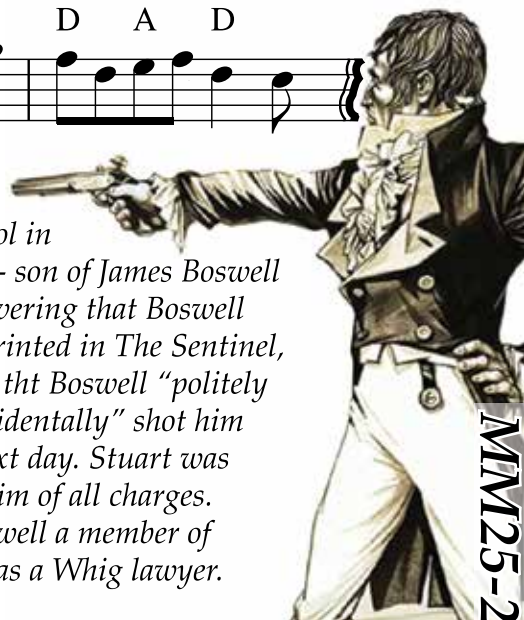 D A D
ol in
- son of James Boswell
vering that Boswell
rinted in The Sentinel,
tht Boswell “politely
identally” shot him
xt day. Stuart was
im of all charges.
well a member of
as a Whig lawyer.
MM25-2